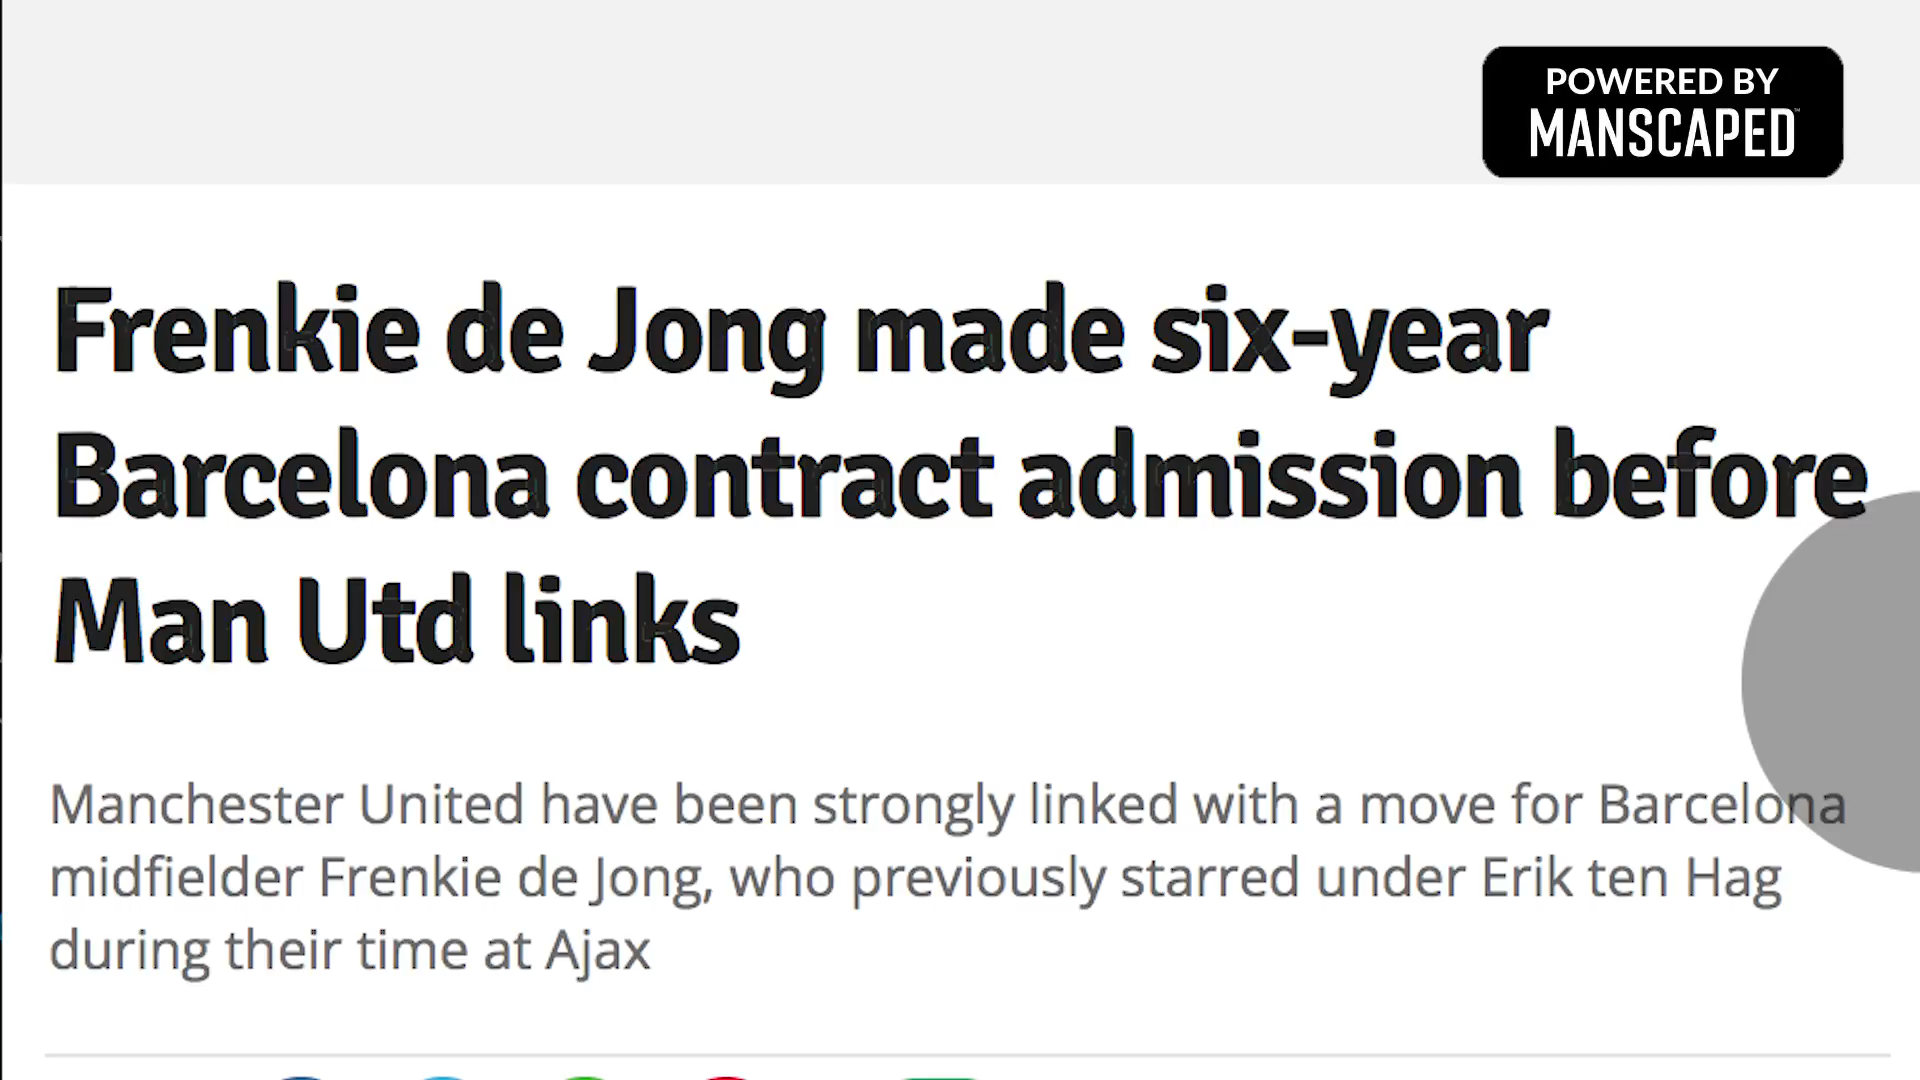 POWERED BY
MANSCAPED™
Frenkie de Jong made six-year
Barcelona contract admission before
Man Utd links
Manchester United have been strongly linked with a move for Barcelona
midfielder Frenkie de Jong, who previously starred under Erik ten Hag
during their time at Ajax